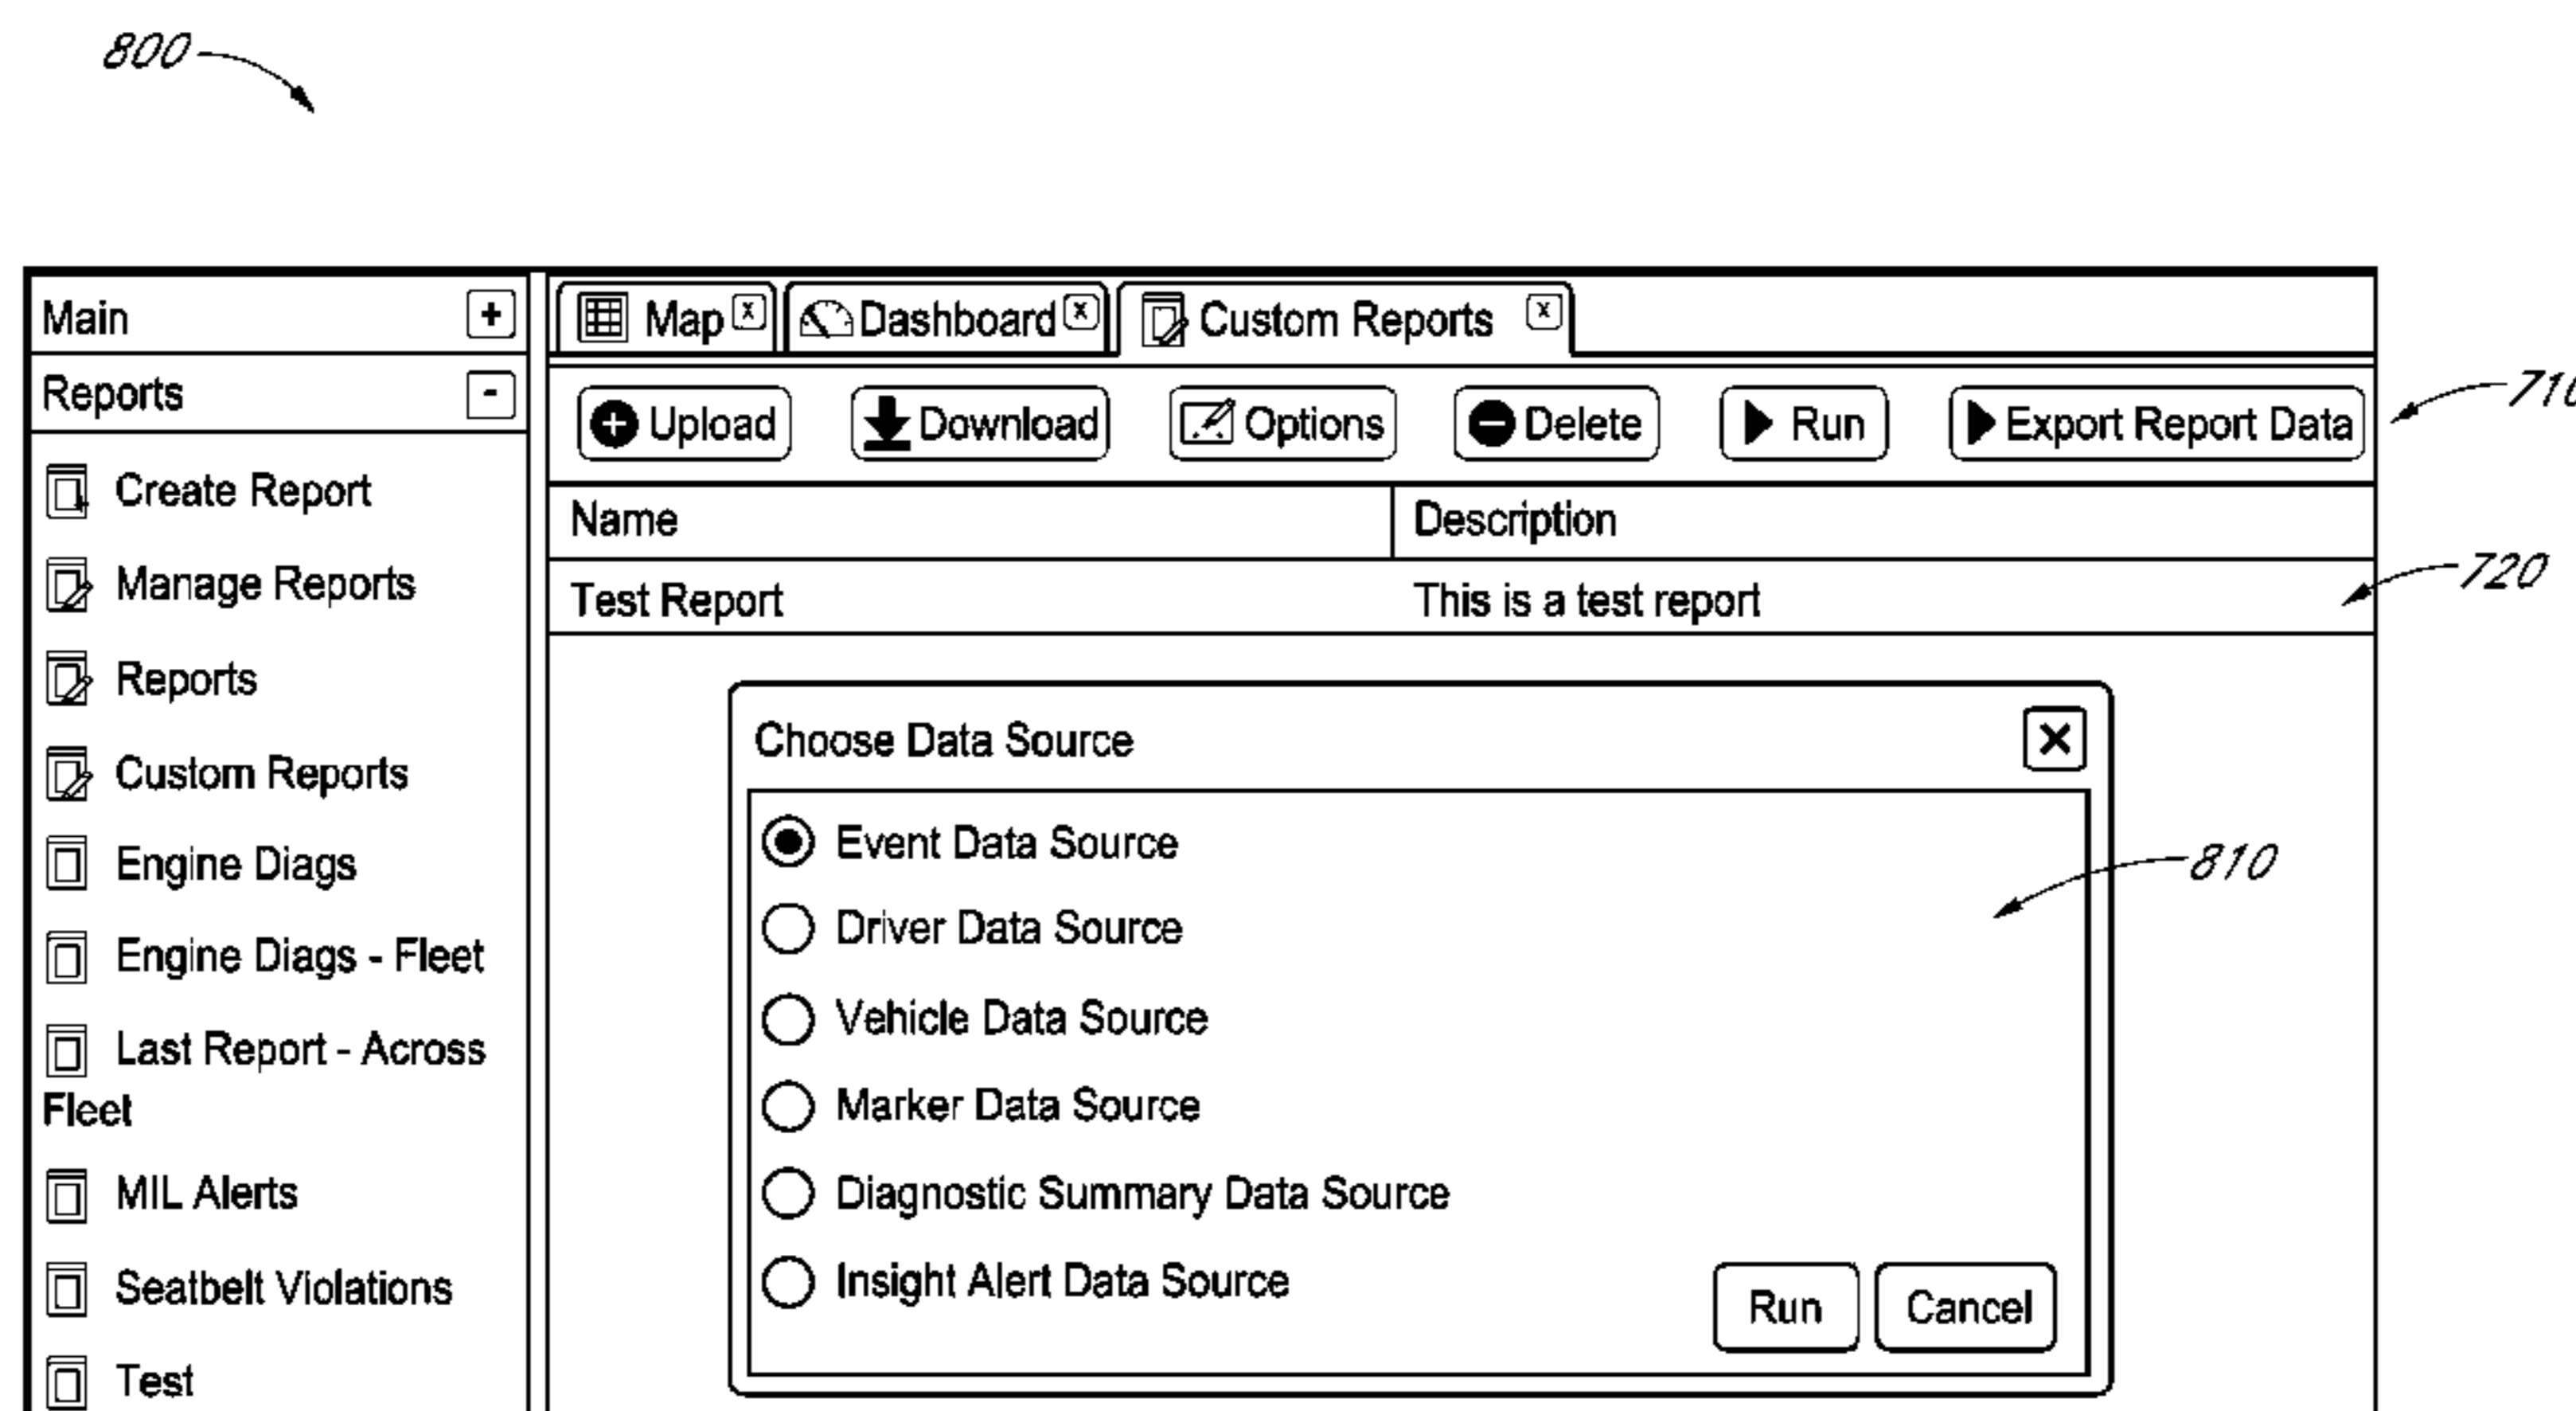 800
Main +
Reports -
Create Report
Manage Reports
Reports
Custom Reports
Engine Diags
Engine Diags - Fleet
Last Report - Across
Fleet
MIL Alerts
Seatbelt Violations
Test
Map x Dashboard x Custom Reports x
Upload Download Options Delete Run Export Report Data
Name Description
Test Report This is a test report
720
Choose Data Source X
Event Data Source
Driver Data Source
Vehicle Data Source
Marker Data Source
Diagnostic Summary Data Source
Insight Alert Data Source
Run Cancel
810